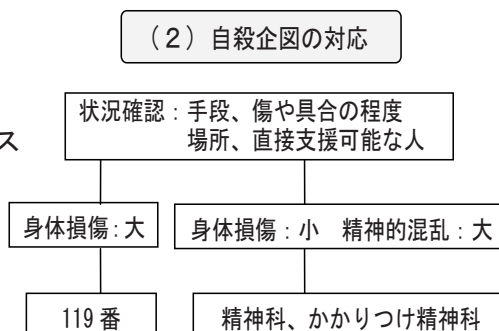 （２）自殺企図の対応
状況確認：手段、傷や具合の程度
場所、直接支援可能な人
ス
身体損傷：大
身体損傷：小　精神的混乱：大
119 番
精神科、かかりつけ精神科